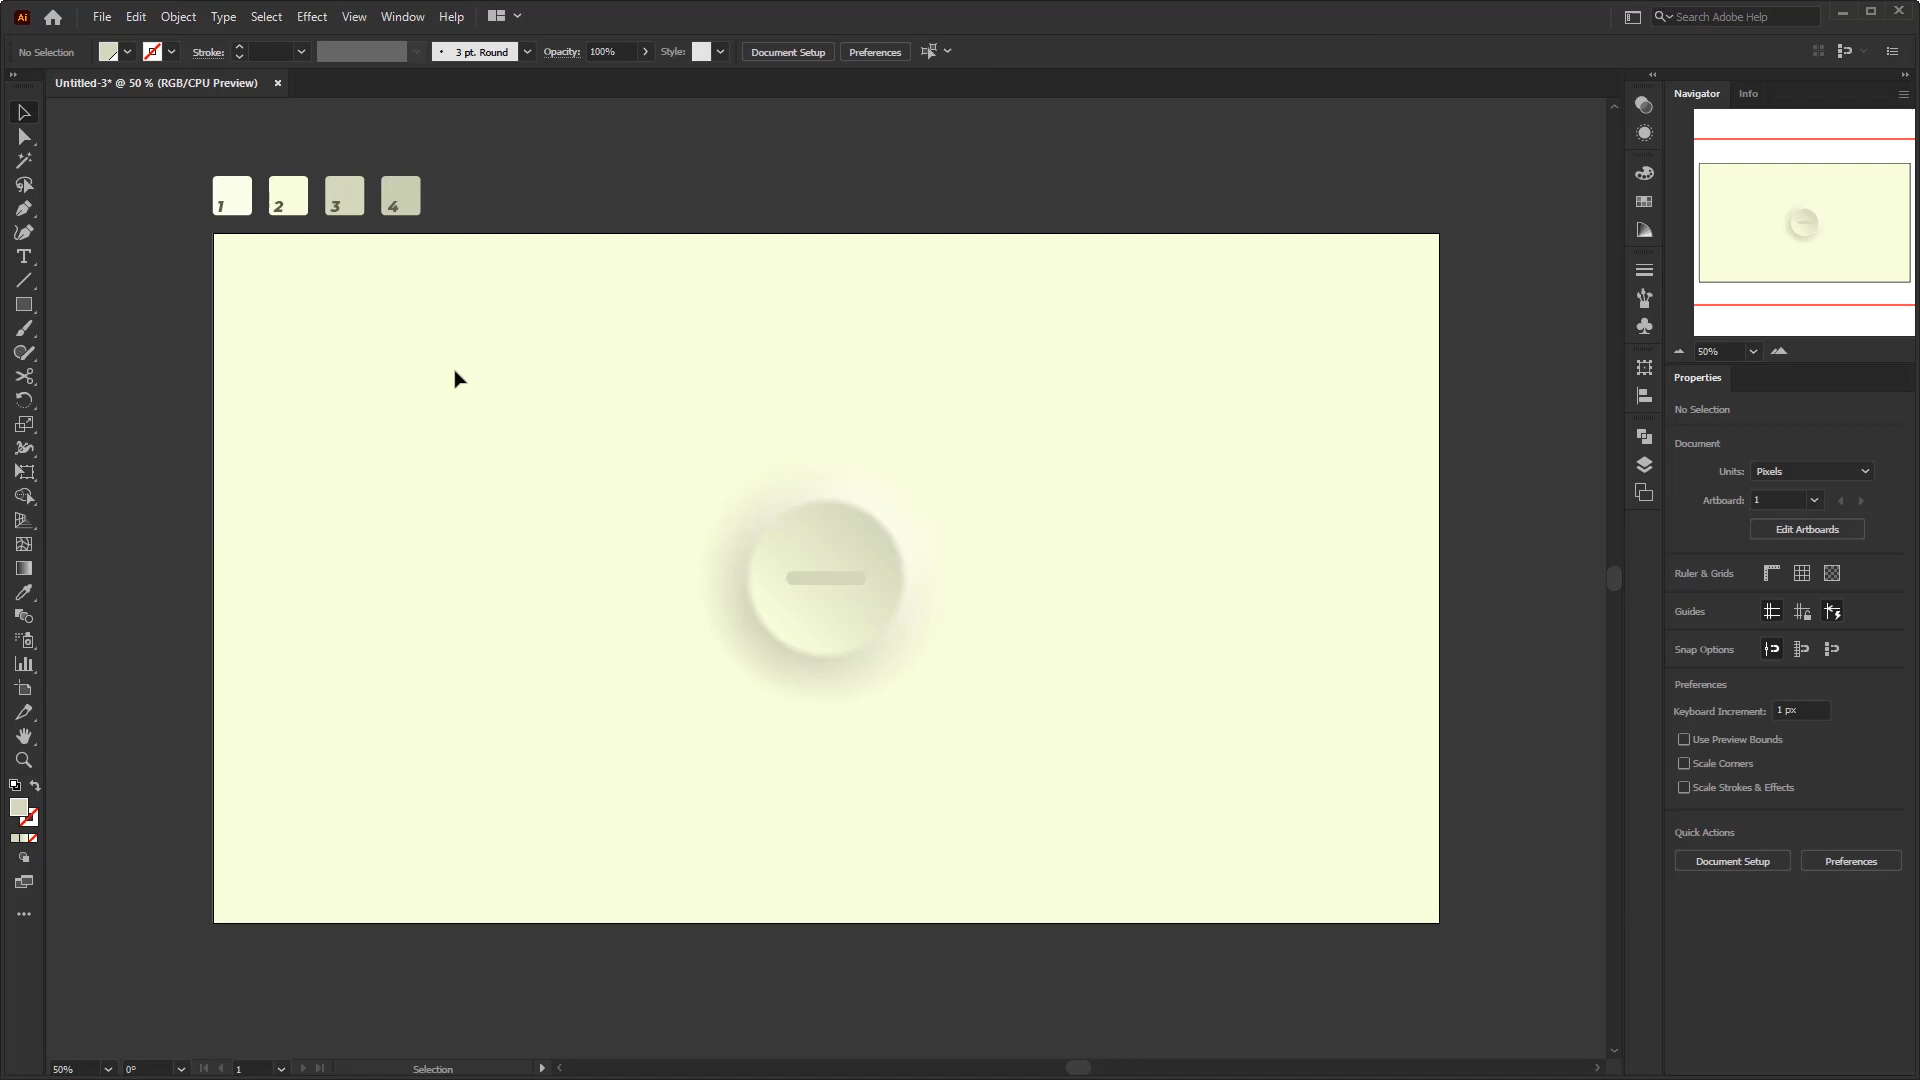 Ai File Edit Object Type Select Effect View Window Help Search Adobe Help
No Selection Stroke: 3 pt. Round Opacity: 100% Style: Document Setup Preferences
Untitled-3* @ 50 % (RGB/CPU Preview)
Navigator Info
1 2 3 4
50%
Properties
No Selection
Document
Units: Pixels
Artboard: 1
Edit Artboards
Ruler & Grids
Guides
Snap Options
Preferences
Keyboard Increment: 1 px
Use Preview Bounds
Scale Corners
Scale Strokes & Effects
Quick Actions
Document Setup Preferences
50% 0° 1 Selection